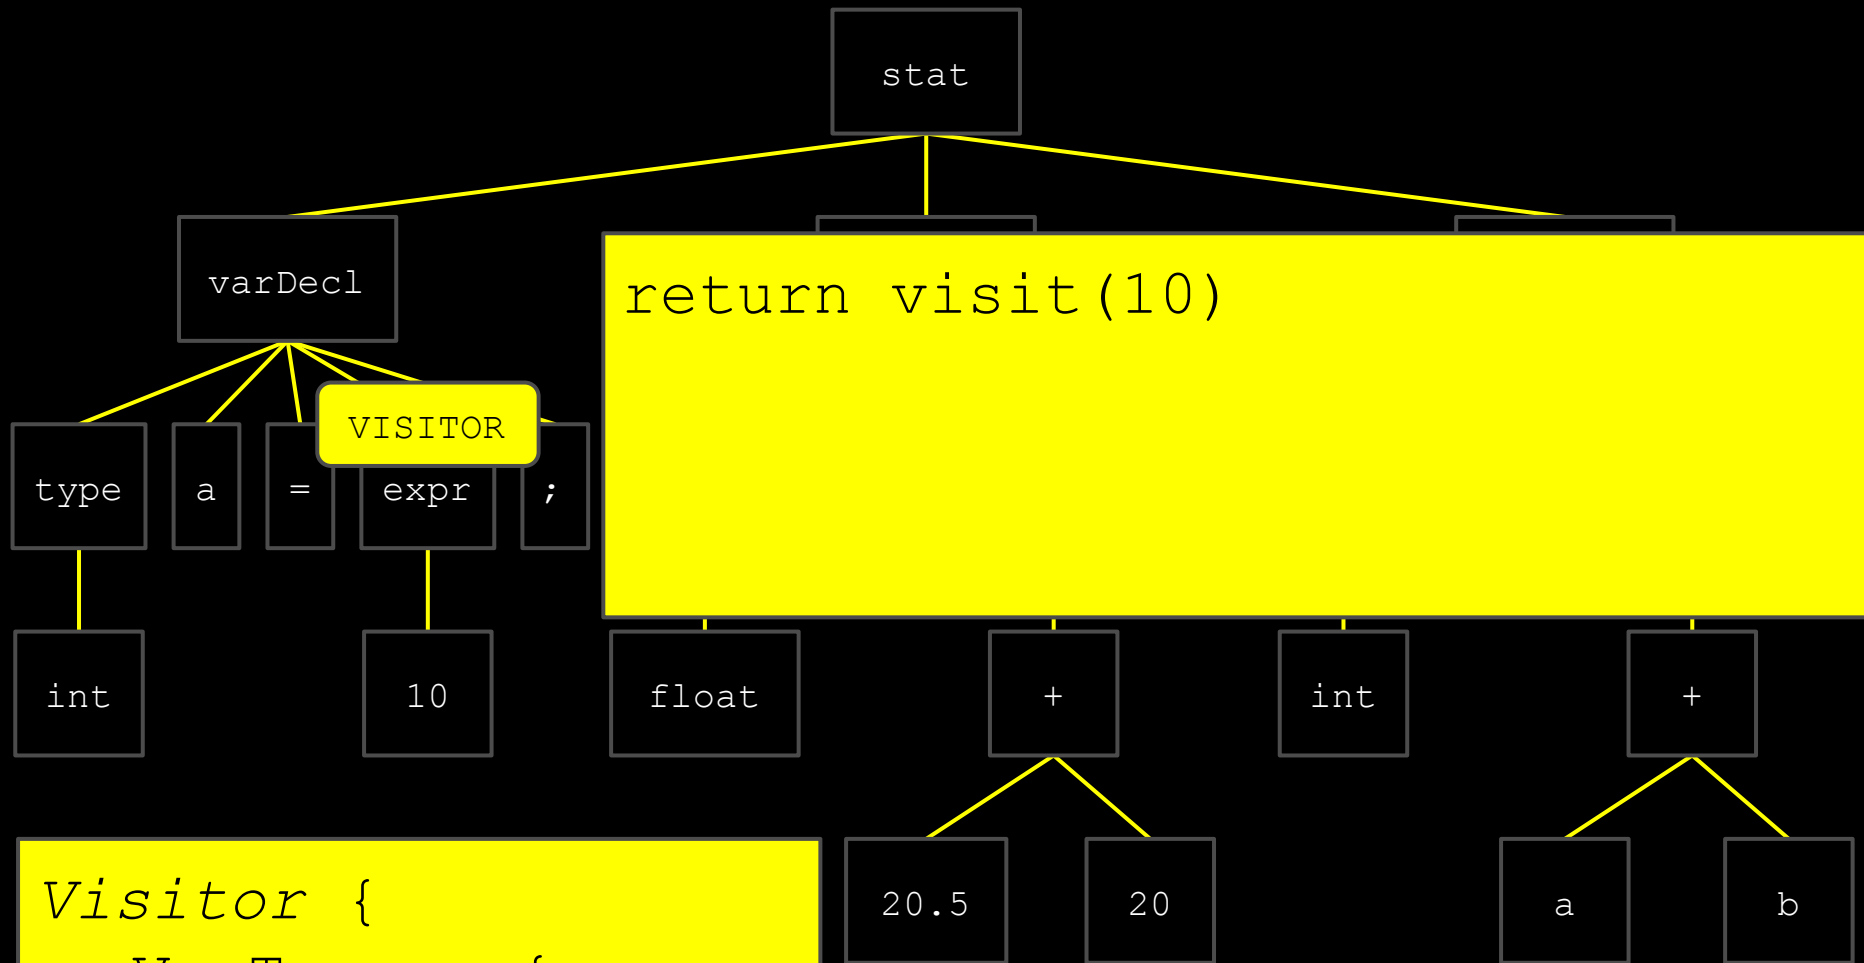 stat
varDecl
return visit(10)
VISITOR
type a = expr ;
int 10 float + int +
20.5 20 a b
Visitor {